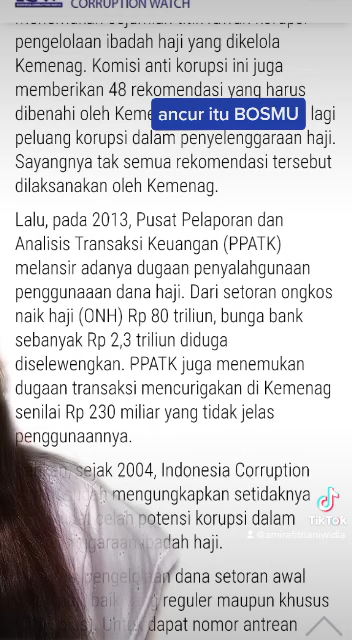 CORRUPTION WATCH
pengelolaan ibadah haji yang dikelola
Kemenag. Komisi anti korupsi ini juga
memberikan 48 rekomendasi yang harus
dibenahi oleh Keme
ancur itu BOSMU
lagi
peluang korupsi dalam penyelenggaraan haji.
Sayangnya tak semua rekomendasi tersebut
dilaksanakan oleh Kemenag.
Lalu, pada 2013, Pusat Pelaporan dan
Analisis Transaksi Keuangan (PPATK)
melansir adanya dugaan penyalahgunaan
penggunaaan dana haji. Dari setoran ongkos
naik haji (ONH) Rp 80 triliun, bunga bank
sebanyak Rp 2,3 triliun diduga
diselewengkan. PPATK juga menemukan
dugaan transaksi mencurigakan di Kemenag
senilai Rp 230 miliar yang tidak jelas
penggunaannya.
sejak 2004, Indonesia Corruption
mengungkapkan setidaknya
celah potensi korupsi dalam
ibadah haji.
TikTok
dana setoran awal
baik reguler maupun khusus
dapat nomor antrean